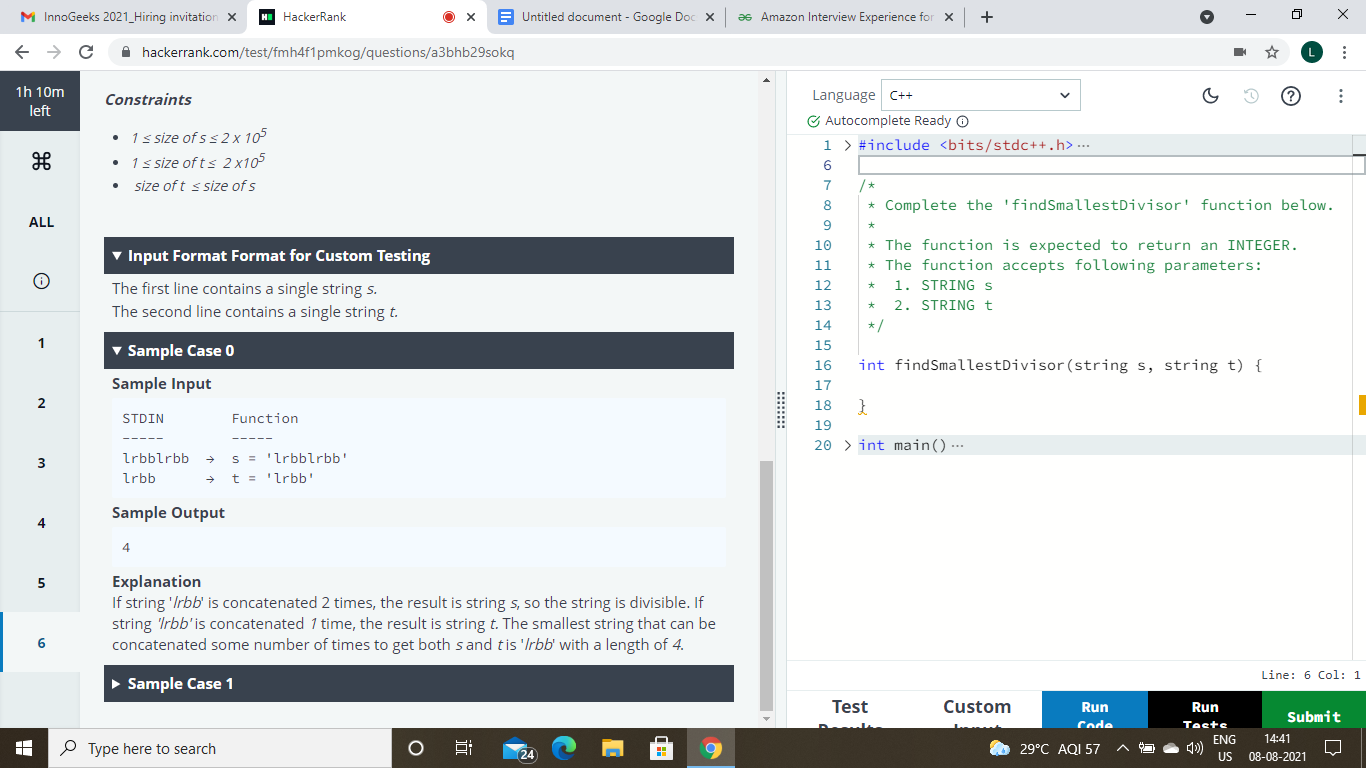 InnoGeeks 2021_Hiring invitation
HackerRank
Untitled document - Google Doc
Amazon Interview Experience for
hackerrank.com/test/fmh4f1pmkog/questions/a3bhb29sokq
L
1h 10m
left
ALL
1
2
3
4
5
6
Constraints
• 1 ≤ size of s ≤ 2 x 10^5
• 1 ≤ size of t ≤ 2 x10^5
• size of t ≤ size of s
▼ Input Format Format for Custom Testing
The first line contains a single string s.
The second line contains a single string t.
▼ Sample Case 0
Sample Input
STDIN Function
----- -----
lrbblrbb → s = 'lrbblrbb'
lrbb → t = 'lrbb'
Sample Output
4
Explanation
If string 'lrbb' is concatenated 2 times, the result is string s, so the string is divisible. If
string 'lrbb' is concatenated 1 time, the result is string t. The smallest string that can be
concatenated some number of times to get both s and t is 'lrbb' with a length of 4.
▶ Sample Case 1
Language C++
Autocomplete Ready
1 > #include <bits/stdc++.h> ···
6
7 /*
8 * Complete the 'findSmallestDivisor' function below.
9 *
10 * The function is expected to return an INTEGER.
11 * The function accepts following parameters:
12 * 1. STRING s
13 * 2. STRING t
14 */
15
16 int findSmallestDivisor(string s, string t) {
17
18 }
19
20 > int main() ···
Line: 6 Col: 1
Test
Results
Custom
Input
Run
Code
Run
Tests
Submit
Type here to search
24
29°C AQI 57
ENG
US
14:41
08-08-2021